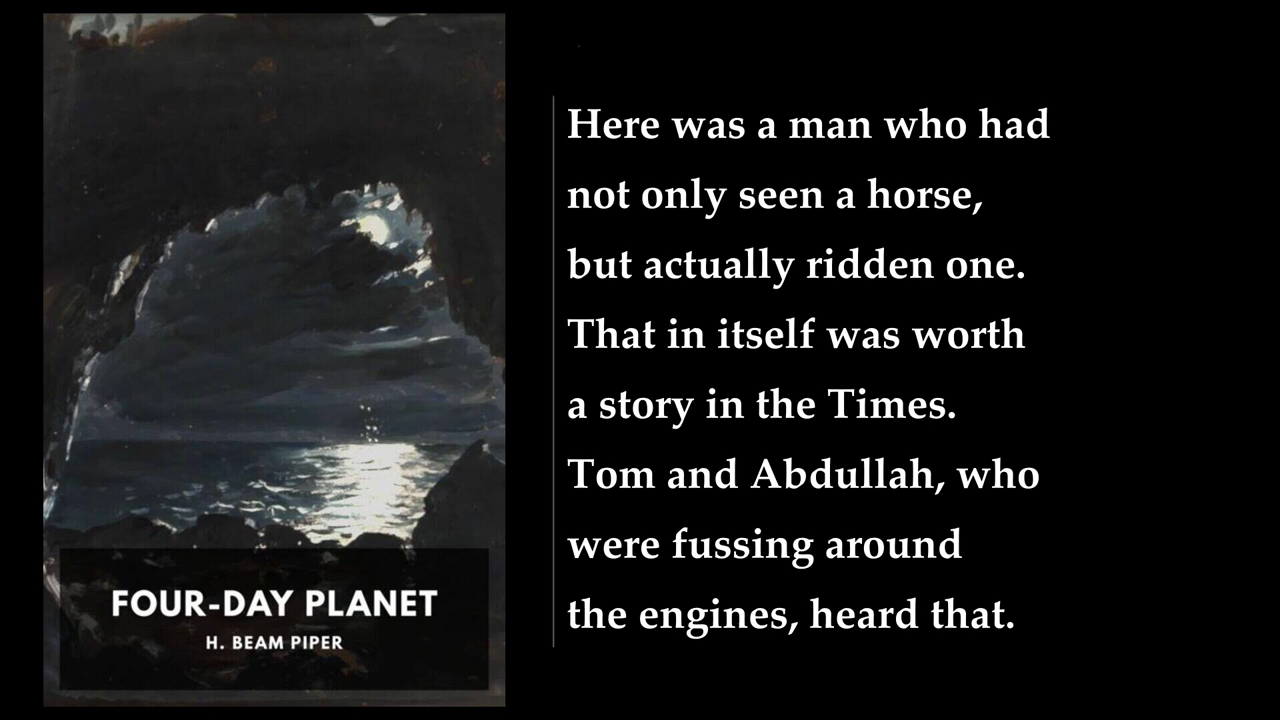 FOUR-DAY PLANET
H. BEAM PIPER
Here was a man who had
not only seen a horse,
but actually ridden one.
That in itself was worth
a story in the Times.
Tom and Abdullah, who
were fussing around
the engines, heard that.